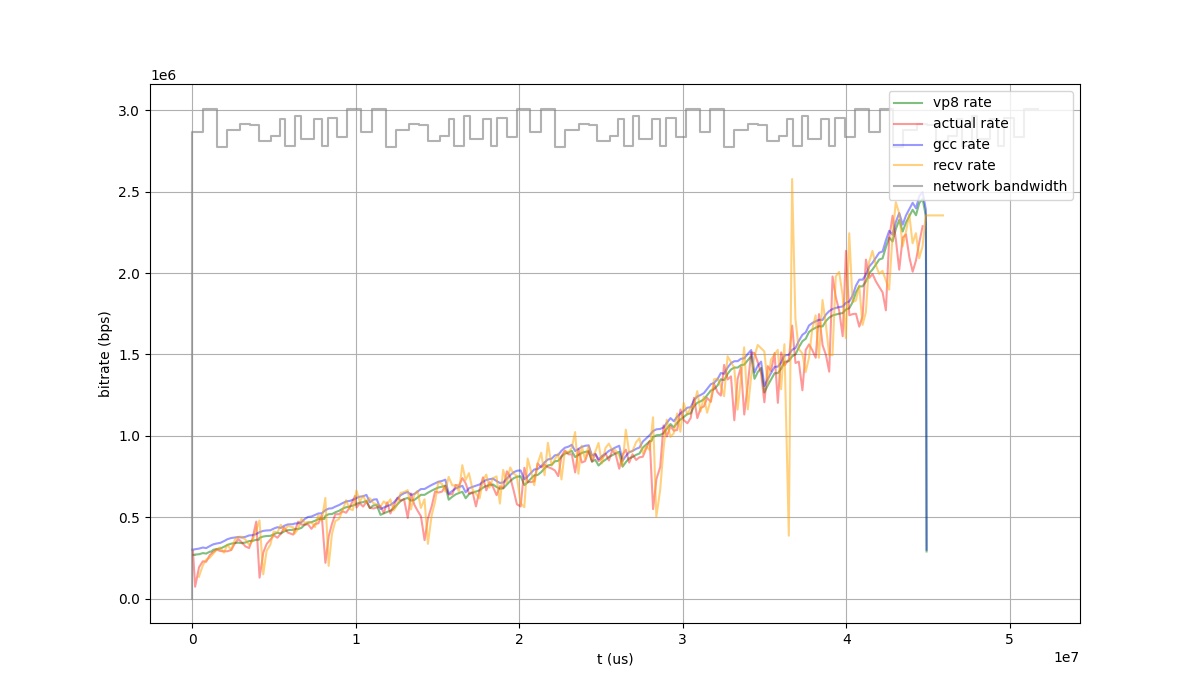 1e6
3.0
2.5
2.0
1.5
1.0
0.5
0.0
bitrate (bps)
vp8 rate
actual rate
gcc rate
recv rate
network bandwidth
0
1
2
3
4
5
t (us)
1e7